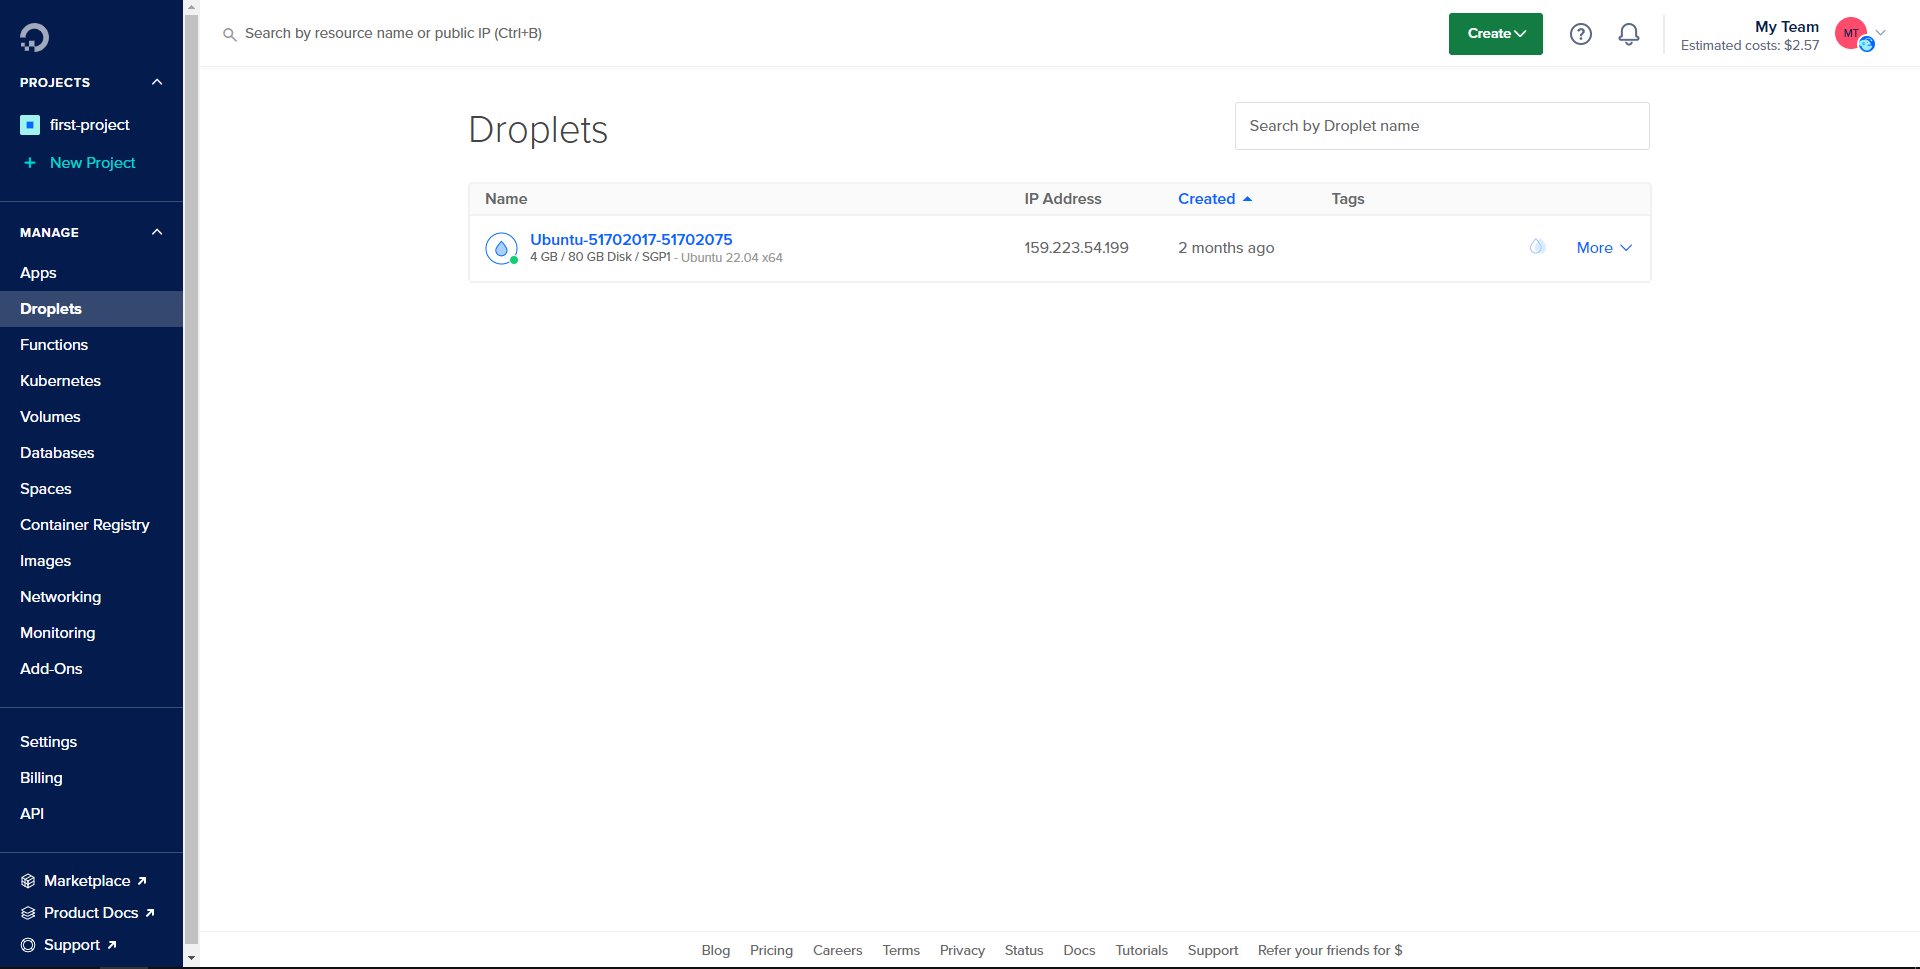 PROJECTS
first-project
+ New Project
MANAGE
Apps
Droplets
Functions
Kubernetes
Volumes
Databases
Spaces
Container Registry
Images
Networking
Monitoring
Add-Ons
Settings
Billing
API
Marketplace
Product Docs
Support
Search by resource name or public IP (Ctrl+B)
Create
?
My Team
Estimated costs: $2.57
MT
Droplets
Search by Droplet name
Name IP Address Created Tags
Ubuntu-51702017-51702075
4 GB / 80 GB Disk / SGP1 - Ubuntu 22.04 x64
159.223.54.199 2 months ago More
Blog Pricing Careers Terms Privacy Status Docs Tutorials Support Refer your friends for $